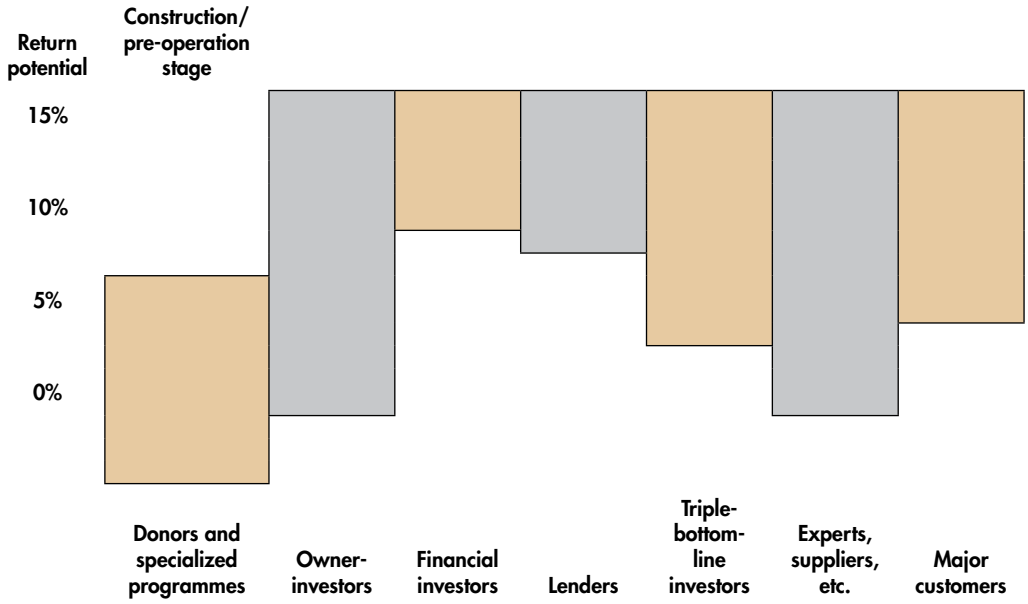 Return
potential
Construction/
pre-operation
stage
15%
10%
5%
0%
Donors and
specialized
programmes
Owner-
investors
Financial
investors
Lenders
Triple-
bottom-
line
investors
Experts,
suppliers,
etc.
Major
customers